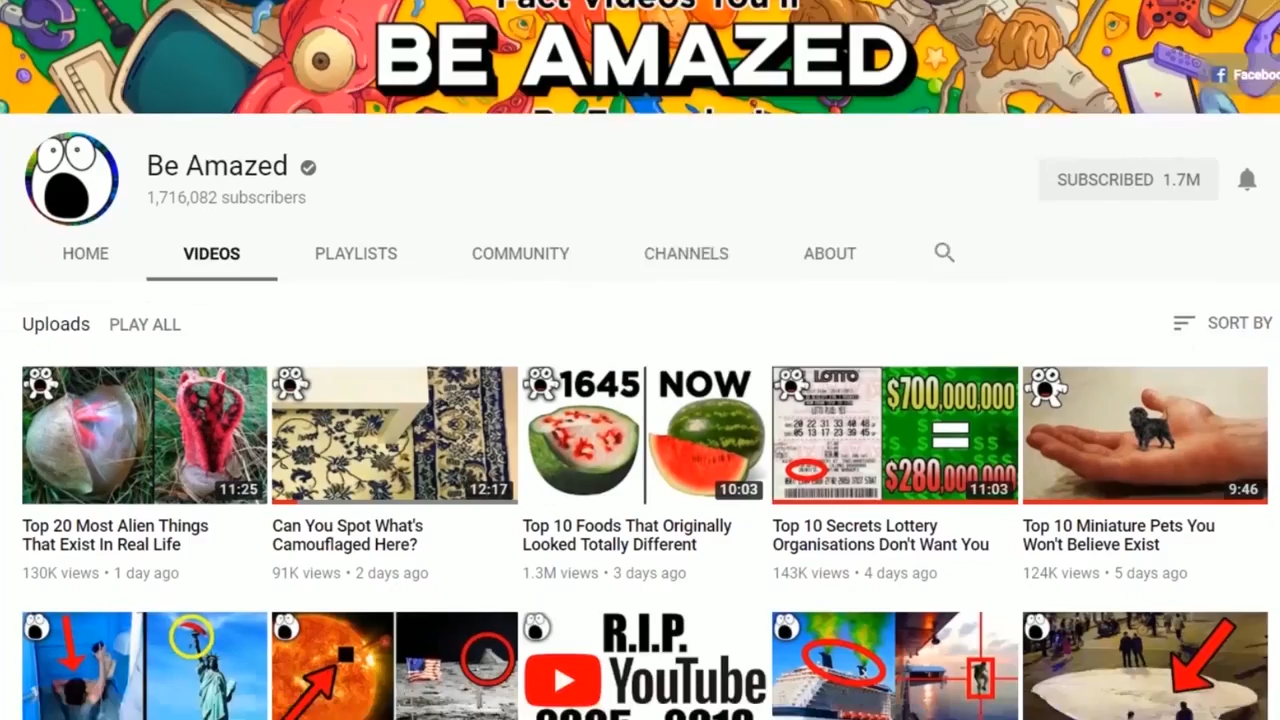 Fact Videos You'll
BE AMAZED
Facebo
Be Amazed
1,716,082 subscribers
SUBSCRIBED 1.7M
HOME VIDEOS PLAYLISTS COMMUNITY CHANNELS ABOUT
Uploads PLAY ALL
SORT BY
11:25
12:17
1645 NOW
10:03
LOTTO
$700,000,000
=
$280,000,000
11:03
9:46
Top 20 Most Alien Things
That Exist In Real Life
130K views • 1 day ago
Can You Spot What's
Camouflaged Here?
91K views • 2 days ago
Top 10 Foods That Originally
Looked Totally Different
1.3M views • 3 days ago
Top 10 Secrets Lottery
Organisations Don't Want You
143K views • 4 days ago
Top 10 Miniature Pets You
Won't Believe Exist
124K views • 5 days ago
R.I.P.
YouTube